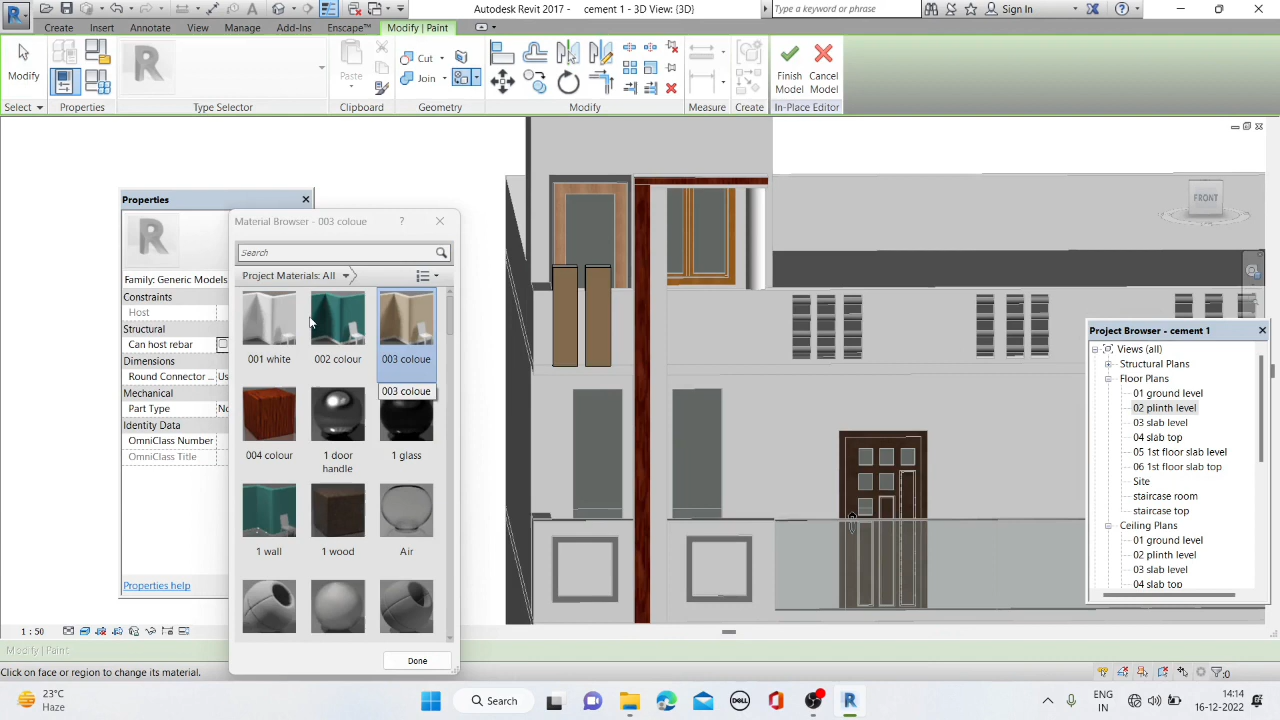 Autodesk Revit 2017 -    cement 1 - 3D View: {3D}
Type a keyword or phrase
Sign In
Create
Insert
Annotate
View
Manage
Add-Ins
Enscape™
Modify | Paint
Modify
Paste
Cut
Join
Finish Model
Cancel Model
Select
Properties
Type Selector
Clipboard
Geometry
Modify
Measure
Create
In-Place Editor
Properties
Family: Generic Models
Constraints
Host
Structural
Can host rebar
Dimensions
Round Connector ...
Us
Mechanical
Part Type
No
Identity Data
OmniClass Number
OmniClass Title
Properties help
Material Browser - 003 coloue
?
Search
Project Materials: All
001 white
002 colour
003 coloue
003 coloue
004 colour
1 door handle
1 glass
1 wall
1 wood
Air
Done
FRONT
Project Browser - cement 1
Views (all)
Structural Plans
Floor Plans
01 ground level
02 plinth level
03 slab level
04 slab top
05 1st floor slab level
06 1st floor slab top
Site
staircase room
staircase top
Ceiling Plans
01 ground level
02 plinth level
03 slab level
04 slab top
1 : 50
Modify | Paint
Click on face or region to change its material.
:0
23°C
Haze
Search
DELL
ENG
IN
14:14
16-12-2022